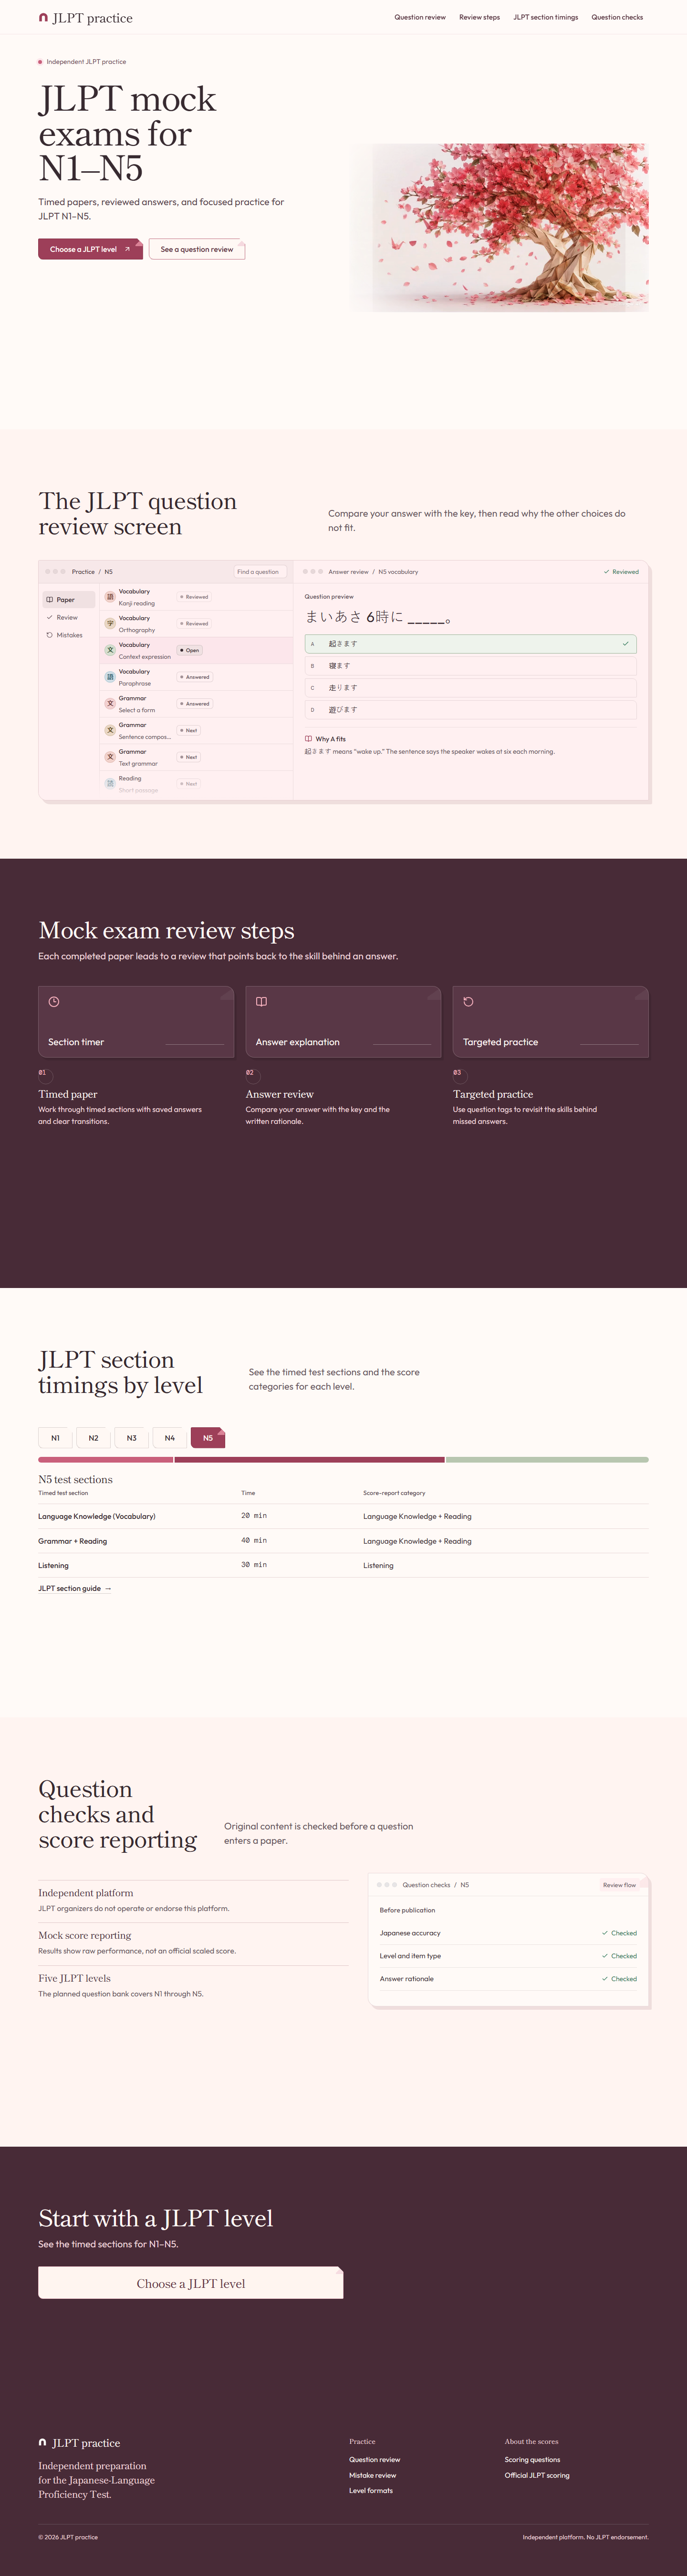 JLPT practice
Question review
Review steps
JLPT section timings
Question checks
Independent JLPT practice
JLPT mock
exams for
N1–N5
Timed papers, reviewed answers, and focused practice for
JLPT N1–N5.
Choose a JLPT level
See a question review
The JLPT question
review screen
Compare your answer with the key, then read why the other choices do
not fit.
Practice / N5
Find a question
Paper
Review
Mistakes
語
Vocabulary
Kanji reading
Reviewed
字
Vocabulary
Orthography
Reviewed
文
Vocabulary
Context expression
Open
語
Vocabulary
Paraphrase
Answered
文
Grammar
Select a form
Answered
文
Grammar
Sentence compos...
Next
文
Grammar
Text grammar
Next
読
Reading
Short passage
Next
Answer review / N5 vocabulary
Reviewed
Question preview
まいあさ 6時に _____。
A 起きます
B 寝ます
C 走ります
D 遊びます
Why A fits
起きます means “wake up.” The sentence says the speaker wakes at six each morning.
Mock exam review steps
Each completed paper leads to a review that points back to the skill behind an answer.
Section timer
Answer explanation
Targeted practice
01
Timed paper
Work through timed sections with saved answers
and clear transitions.
02
Answer review
Compare your answer with the key and the
written rationale.
03
Targeted practice
Use question tags to revisit the skills behind
missed answers.
JLPT section
timings by level
See the timed test sections and the score
categories for each level.
N1
N2
N3
N4
N5
N5 test sections
Timed test section Time Score-report category
Language Knowledge (Vocabulary) 20 min Language Knowledge + Reading
Grammar + Reading 40 min Language Knowledge + Reading
Listening 30 min Listening
JLPT section guide →
Question
checks and
score reporting
Original content is checked before a question
enters a paper.
Independent platform
JLPT organizers do not operate or endorse this platform.
Mock score reporting
Results show raw performance, not an official scaled score.
Five JLPT levels
The planned question bank covers N1 through N5.
Question checks / N5
Review flow
Before publication
Japanese accuracy Checked
Level and item type Checked
Answer rationale Checked
Start with a JLPT level
See the timed sections for N1–N5.
Choose a JLPT level
JLPT practice
Independent preparation
for the Japanese-Language
Proficiency Test.
Practice
Question review
Mistake review
Level formats
About the scores
Scoring questions
Official JLPT scoring
© 2026 JLPT practice
Independent platform. No JLPT endorsement.